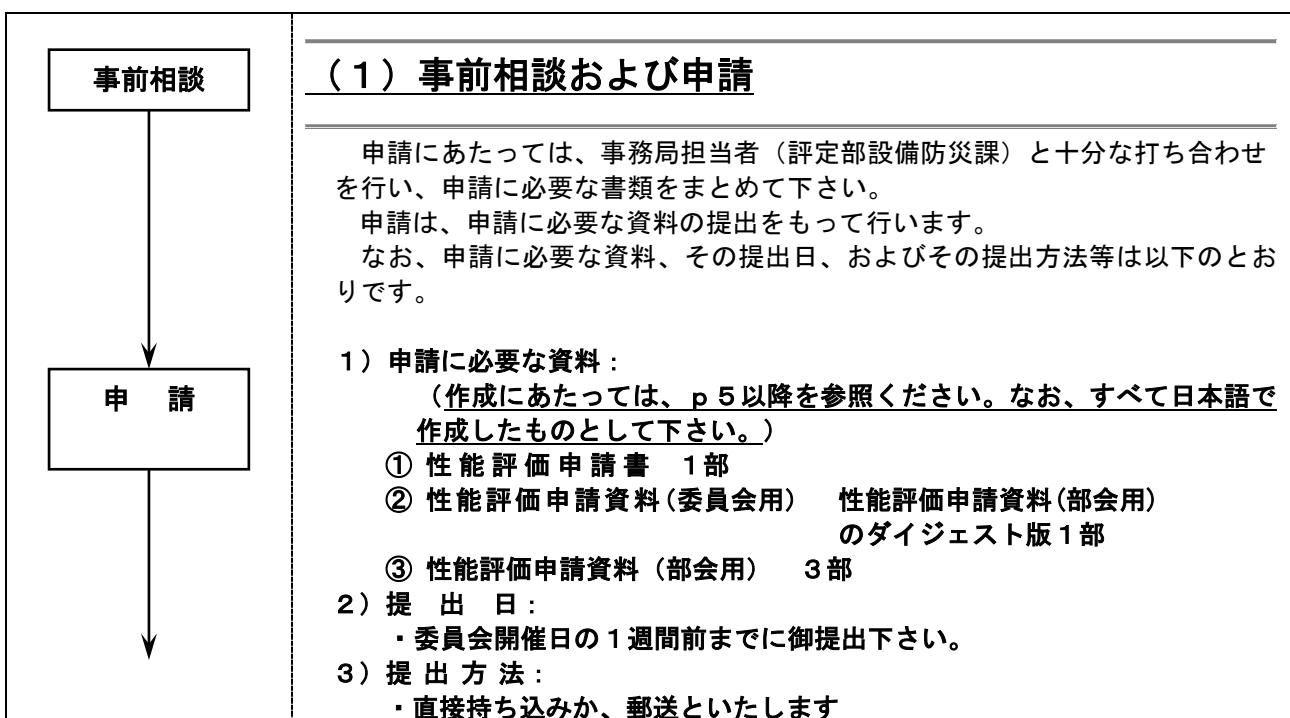 事前相談
申　請
（１）事前相談および申請
申請にあたっては、事務局担当者（評定部設備防災課）と十分な打ち合わせ
を行い、申請に必要な書類をまとめて下さい。
申請は、申請に必要な資料の提出をもって行います。
なお、申請に必要な資料、その提出日、およびその提出方法等は以下のとお
りです。
１）申請に必要な資料：
（作成にあたっては、ｐ５以降を参照ください。なお、すべて日本語で
作成したものとして下さい。）
① 性能評価申請書　１部
② 性能評価申請資料（委員会用）　性能評価申請資料（部会用）
のダイジェスト版１部
③ 性能評価申請資料（部会用）　３部
２）提　出　日：
・委員会開催日の１週間前までに御提出下さい。
３）提出方法：
・直接持ち込みか、郵送といたします